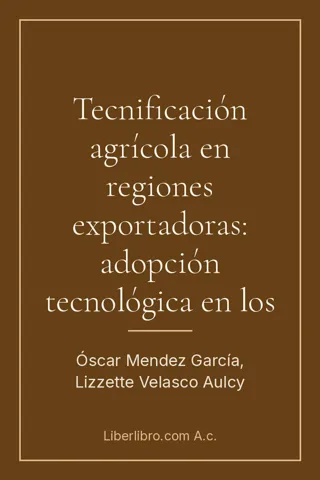 Tecnificación
agrícola en
regiones
exportadoras:
adopción
tecnológica en los
Óscar Mendez García,
Lizzette Velasco Aulcy
Liberlibro.com A.c.